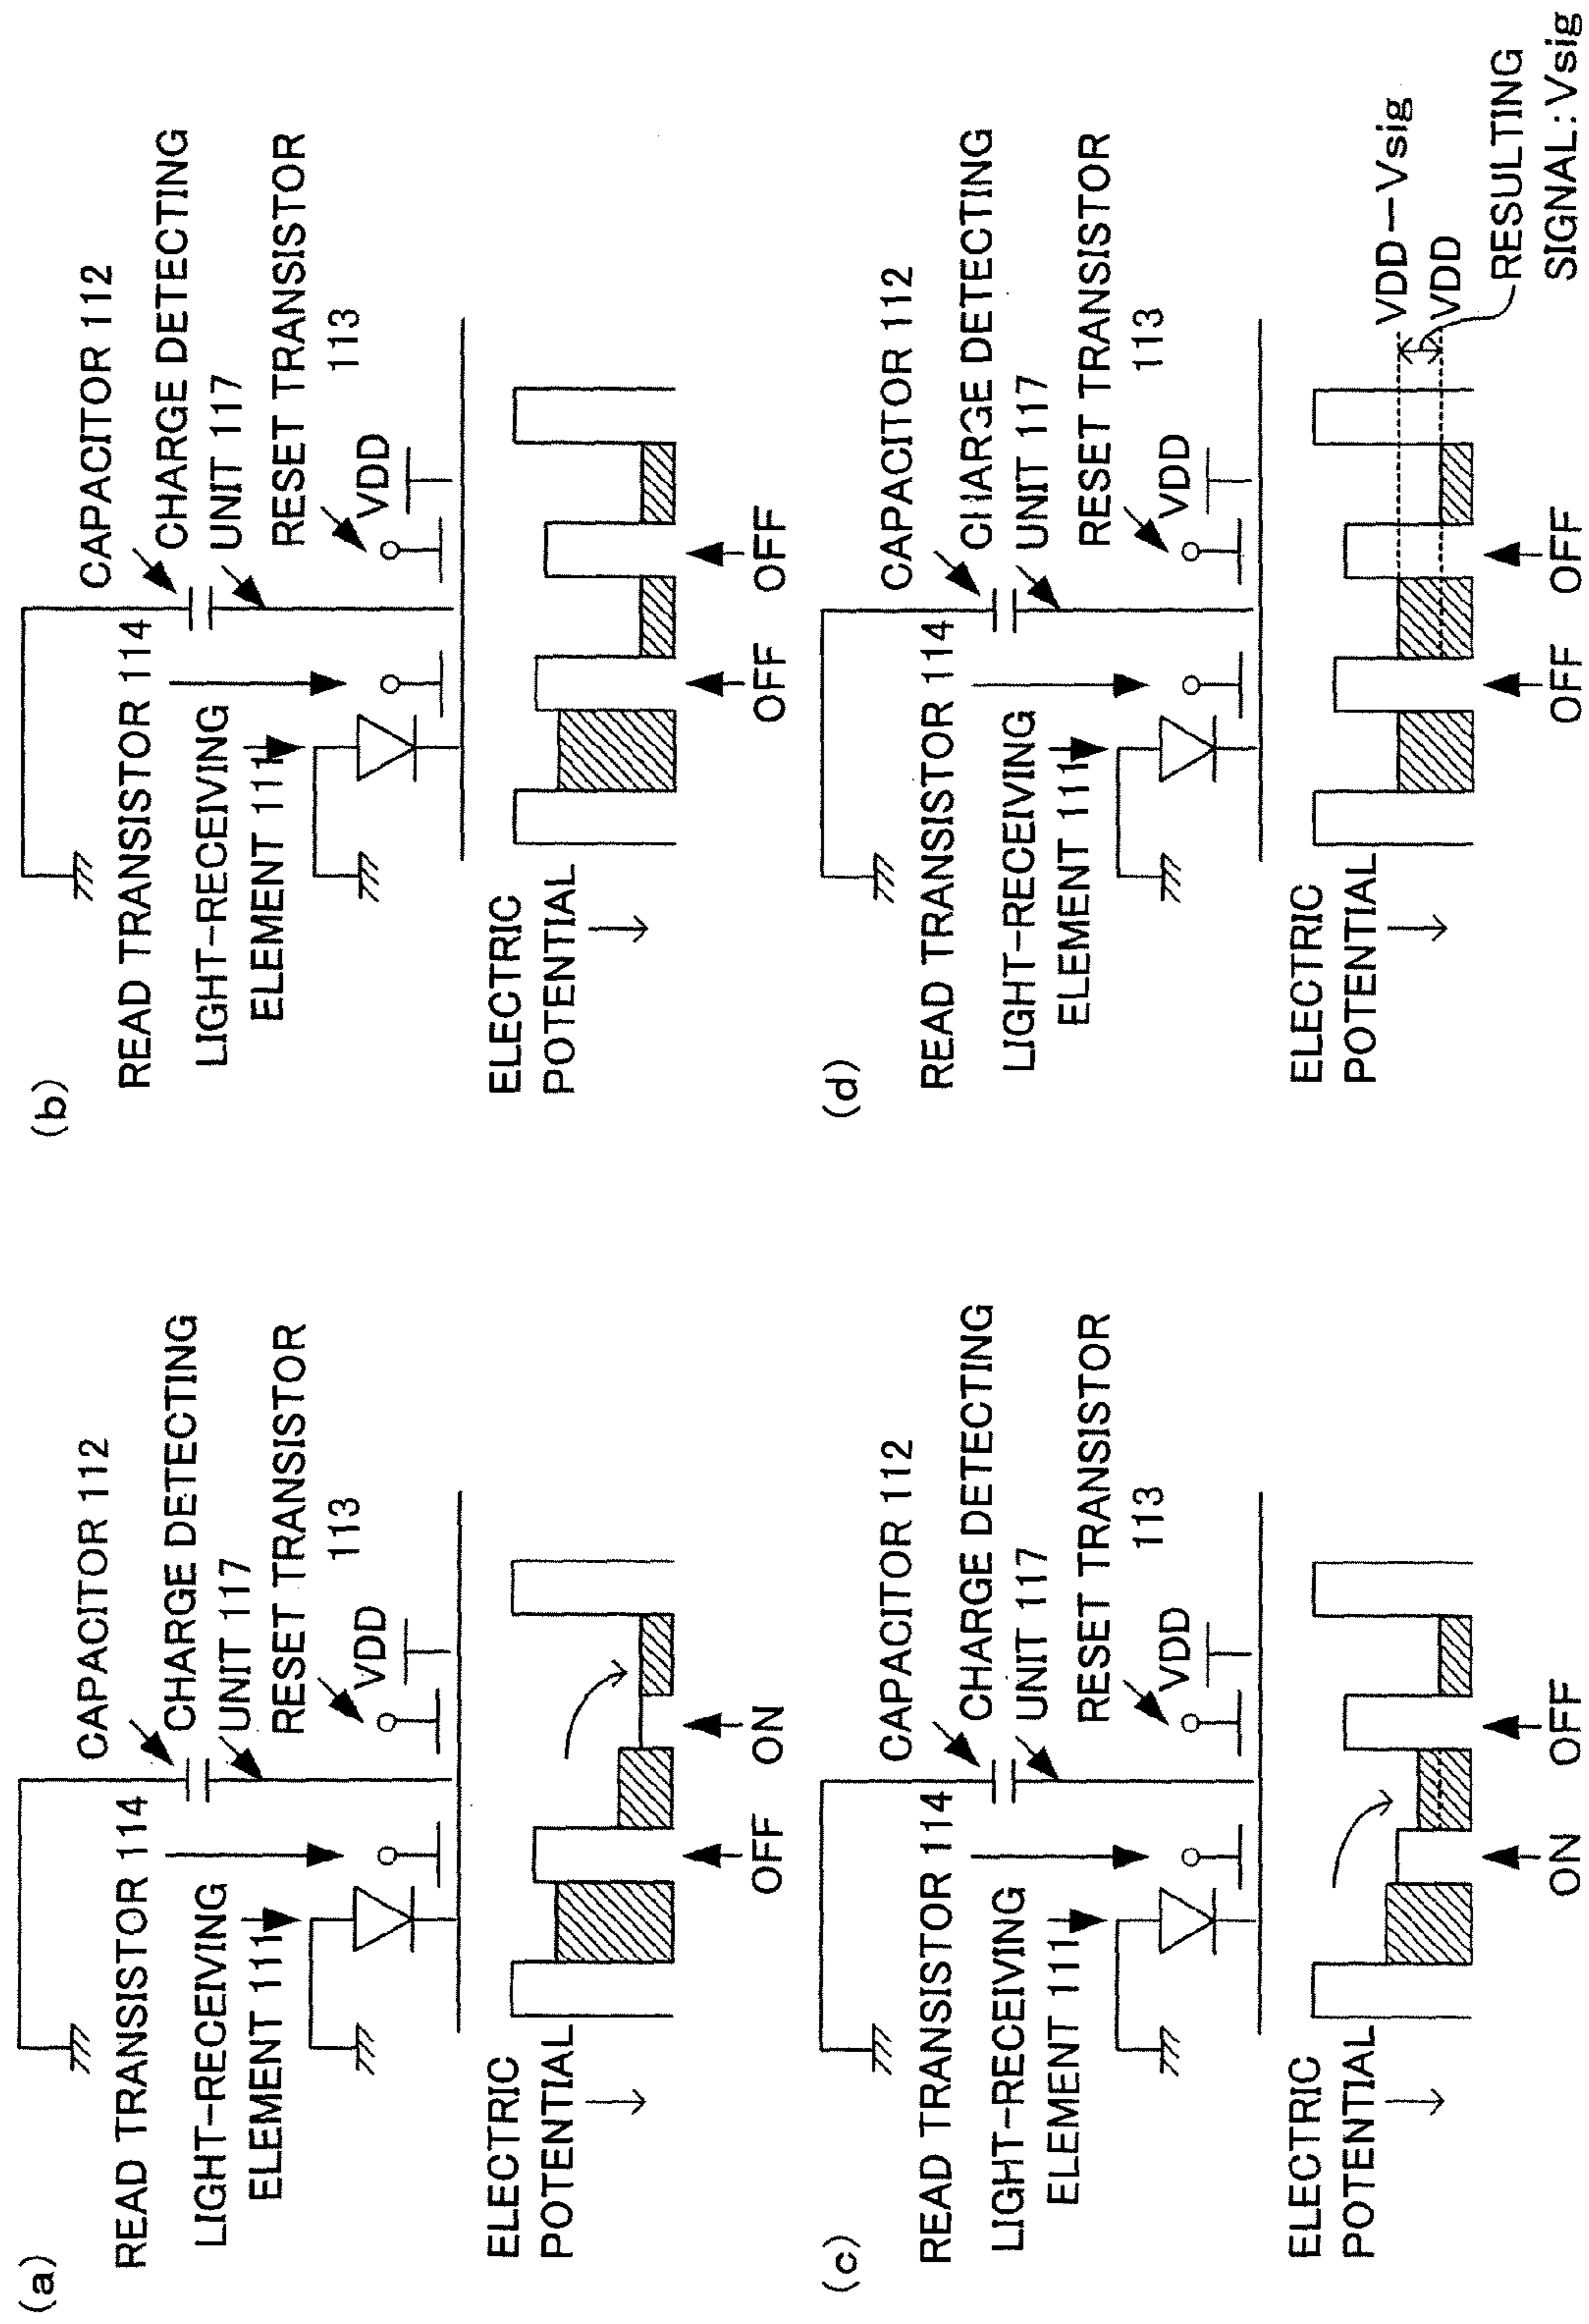 (a)
CAPACITOR 112
READ TRANSISTOR 114
CHARGE DETECTING
UNIT 117
LIGHT-RECEIVING
ELEMENT 111
RESET TRANSISTOR
113
VDD
ELECTRIC
POTENTIAL
OFF
ON
(b)
CAPACITOR 112
READ TRANSISTOR 114
CHARGE DETECTING
UNIT 117
LIGHT-RECEIVING
ELEMENT 111
RESET TRANSISTOR
113
VDD
ELECTRIC
POTENTIAL
OFF
OFF
(c)
CAPACITOR 112
READ TRANSISTOR 114
CHARGE DETECTING
UNIT 117
LIGHT-RECEIVING
ELEMENT 111
RESET TRANSISTOR
113
VDD
ELECTRIC
POTENTIAL
ON
OFF
(d)
CAPACITOR 112
READ TRANSISTOR 114
CHARGE DETECTING
UNIT 117
LIGHT-RECEIVING
ELEMENT 111
RESET TRANSISTOR
113
VDD
ELECTRIC
POTENTIAL
VDD-Vsig
VDD
RESULTING
SIGNAL:Vsig
OFF
OFF